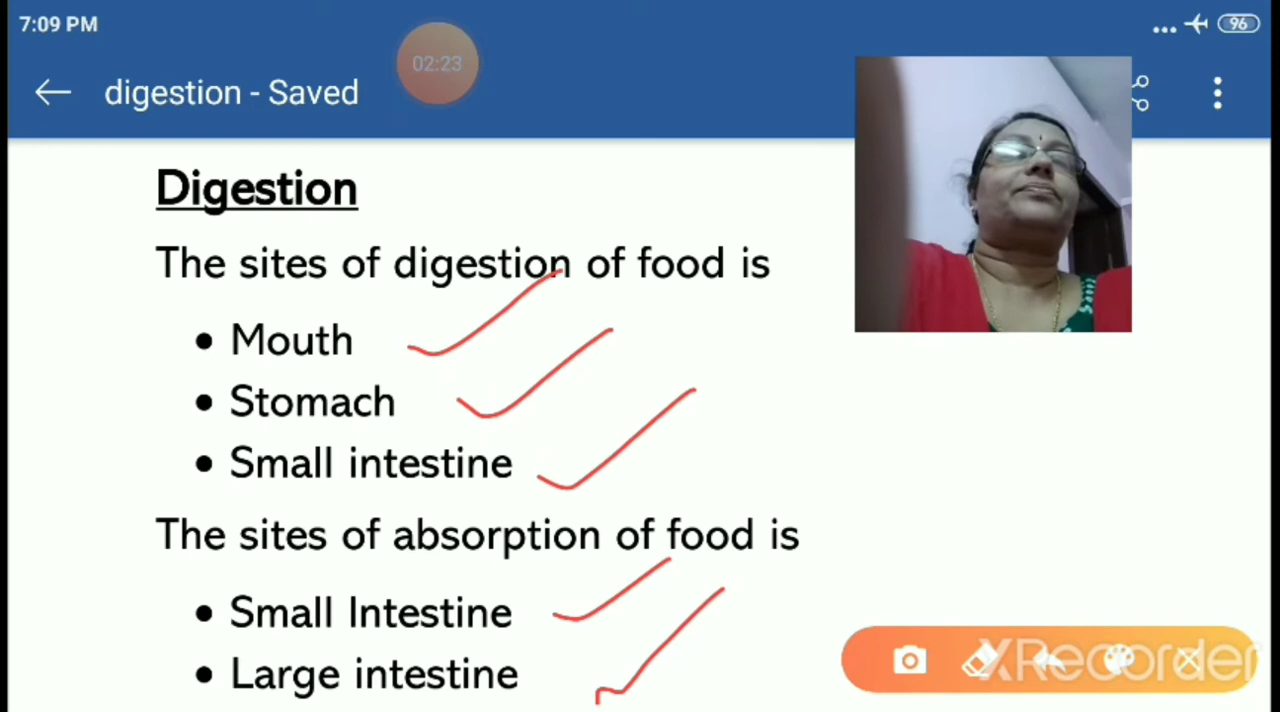 7:09 PM
96
02:23
digestion - Saved
Digestion
The sites of digestion of food is
• Mouth
• Stomach
• Small intestine
The sites of absorption of food is
• Small Intestine
• Large intestine
XRecorder